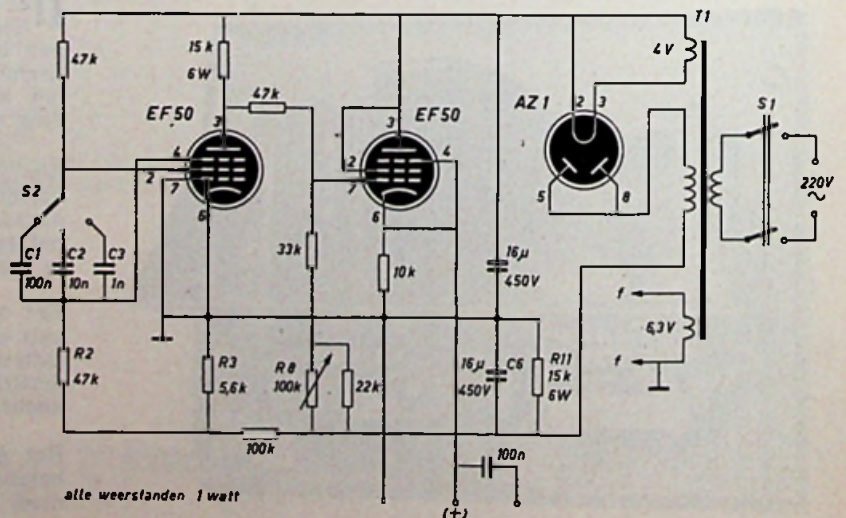 T1
47k
15k
6W
4V
47k
AZ1
2 3
S1
EF50
EF50
3
3
4
2
7
6
4
2
7
6
5
8
220V
~
S2
C1
100n
C2
10n
C3
1n
33k
10k
16µ
450V
f
6,3V
f
R2
47k
R3
5,6k
R8
100k
22k
16µ
450V
C6
R11
15k
6W
100k
100n
alle weerstanden 1 watt
(+)